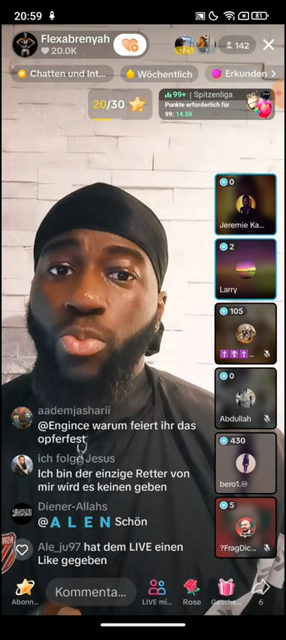 20:59
81
Flexabrenyah
20.0K
142
Chatten und Int...
Wöchentlich
Erkunden
20/30
99+ | Spitzenliga
Punkte erforderlich für
99: 14.5K
0
Jeremie Ka...
2
Larry
105
0
Abdullah
430
bero1.
5
?FragDic...
aademjasharii
@Engince warum feiert ihr das
opferfest
ich folge Jesus
Ich bin der einzige Retter von
mir wird es keinen geben
Diener-Allahs
@ A L E N Schön
Ale_ju97 hat dem LIVE einen
Like gegeben
Abonn...
Kommenta...
LIVE mi...
Rose
Gesche...
6